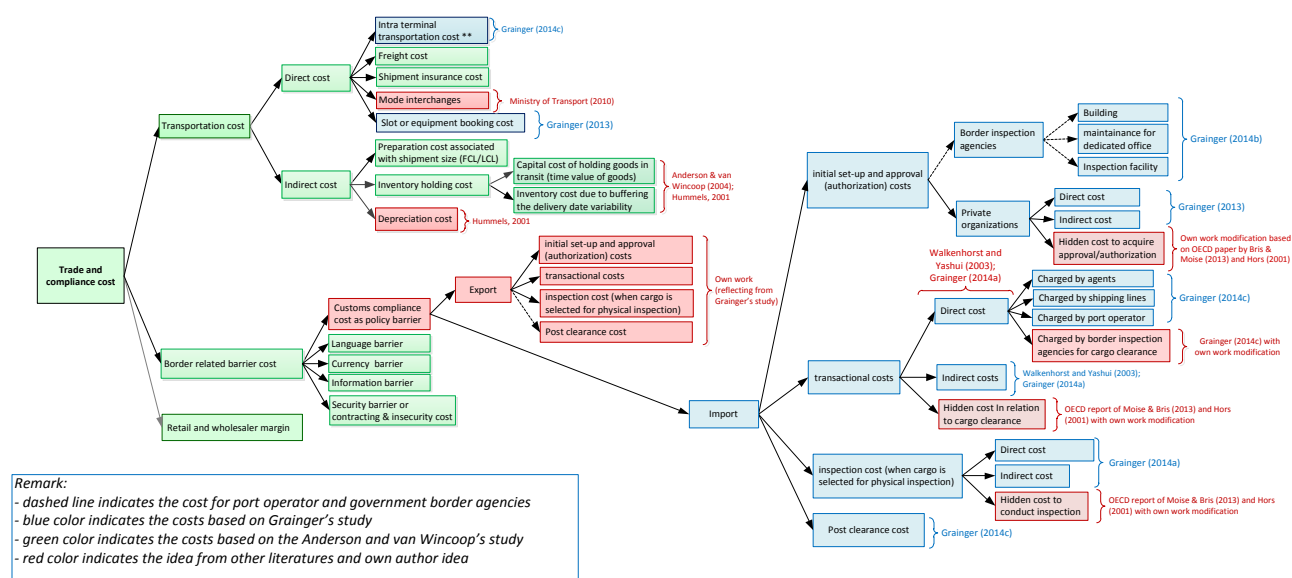 Trade and
compliance cost
Transportation cost
Border related barrier cost
Retail and wholesaler margin
Direct cost
Indirect cost
Intra terminal
transportation cost **
Grainger (2014c)
Freight cost
Shipment insurance cost
Mode interchanges
Ministry of Transport (2010)
Slot or equipment booking cost
Grainger (2013)
Preparation cost associated
with shipment size (FCL/LCL)
Inventory holding cost
Capital cost of holding goods in
transit (time value of goods)
Inventory cost due to buffering
the delivery date variability
Anderson & van
Wincoop (2004);
Hummels, 2001
Depreciation cost
Hummels, 2001
Customs compliance
cost as policy barrier
Language barrier
Currency  barrier
Information barrier
Security barrier or
contracting & insecurity cost
Export
initial set-up and approval
(authorization) costs
transactional costs
inspection cost (when cargo is
selected for physical inspection)
Post clearance cost
Own work
(reflecting from
Grainger's study)
Import
initial set-up and approval
(authorization) costs
Border inspection
agencies
Building
maintainance for
dedicated office
Inspection facility
Grainger (2014b)
Private
organizations
Direct cost
Indirect cost
Grainger (2013)
Hidden cost to acquire
approval/authorization
Own work modification based
on OECD paper by Bris &
Moise (2013) and Hors (2001)
transactional costs
Walkenhorst and
Yashui (2003);
Grainger (2014a)
Direct cost
Charged by agents
Charged by shipping lines
Charged by port operator
Grainger (2014c)
Charged by border inspection
agencies for cargo clearance
Grainger (2014c) with
own work modification
Indirect costs
Walkenhorst and Yashui (2003);
Grainger (2014a)
Hidden cost In relation
to cargo clearance
OECD report of Moise & Bris (2013) and Hors
(2001) with own work modification
inspection cost (when cargo is
selected for physical inspection)
Direct cost
Indirect cost
Grainger (2014a)
Hidden cost to
conduct inspection
OECD report of Moise & Bris (2013) and Hors
(2001) with own work modification
Post clearance cost
Grainger (2014c)
Remark:
- dashed line indicates the cost for port operator and government border agencies
- blue color indicates the costs based on Grainger's study
- green color indicates the costs based on the Anderson and van Wincoop's study
- red color indicates the idea from other literatures and own author idea